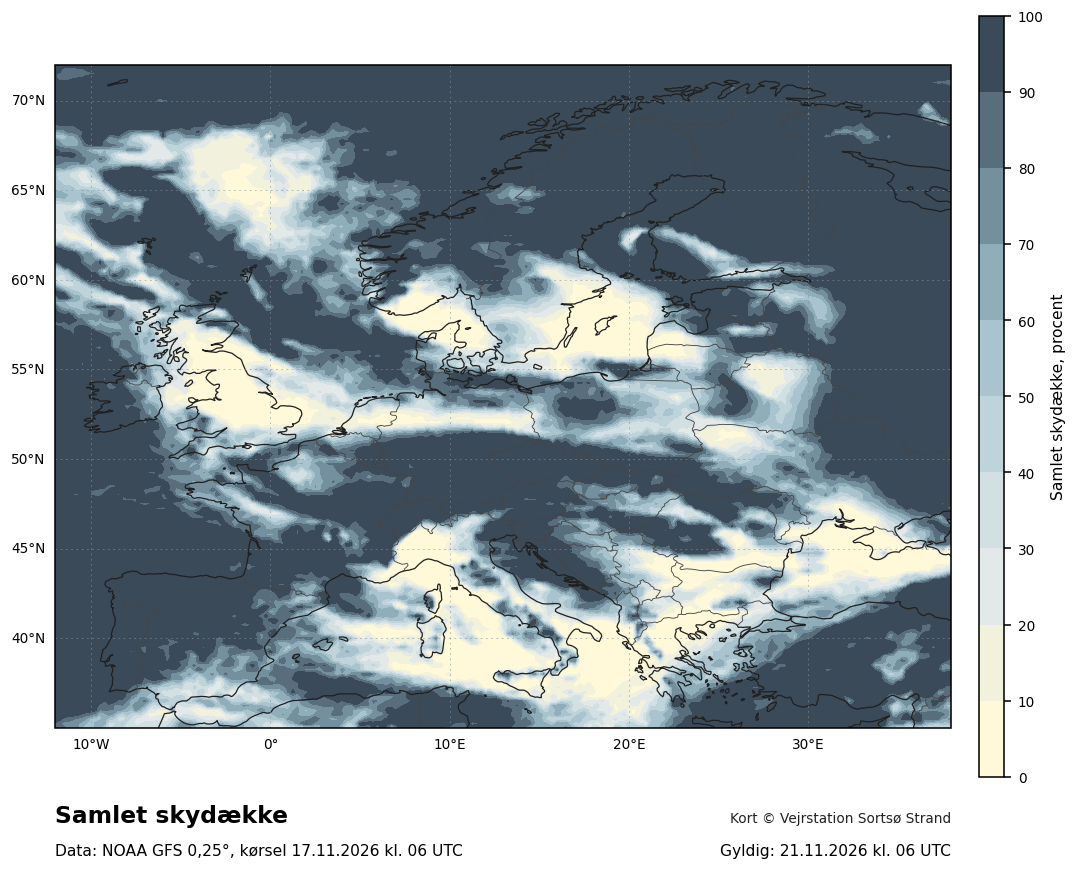 100
90
80
70
60
50
40
30
20
10
0
Samlet skydække, procent
70°N
65°N
60°N
55°N
50°N
45°N
40°N
10°W
0°
10°E
20°E
30°E
Samlet skydække
Kort © Vejrstation Sortsø Strand
Data: NOAA GFS 0,25°, kørsel 17.11.2026 kl. 06 UTC
Gyldig: 21.11.2026 kl. 06 UTC